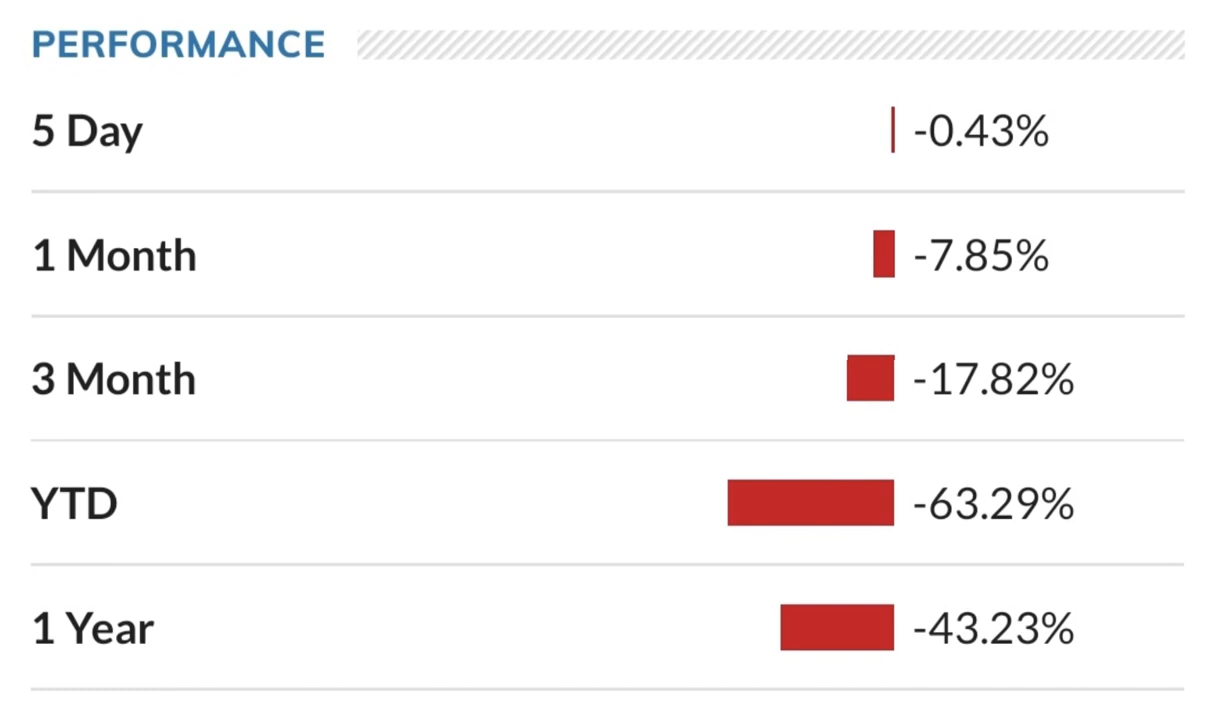 PERFORMANCE
5 Day -0.43%
1 Month -7.85%
3 Month -17.82%
YTD -63.29%
1 Year -43.23%